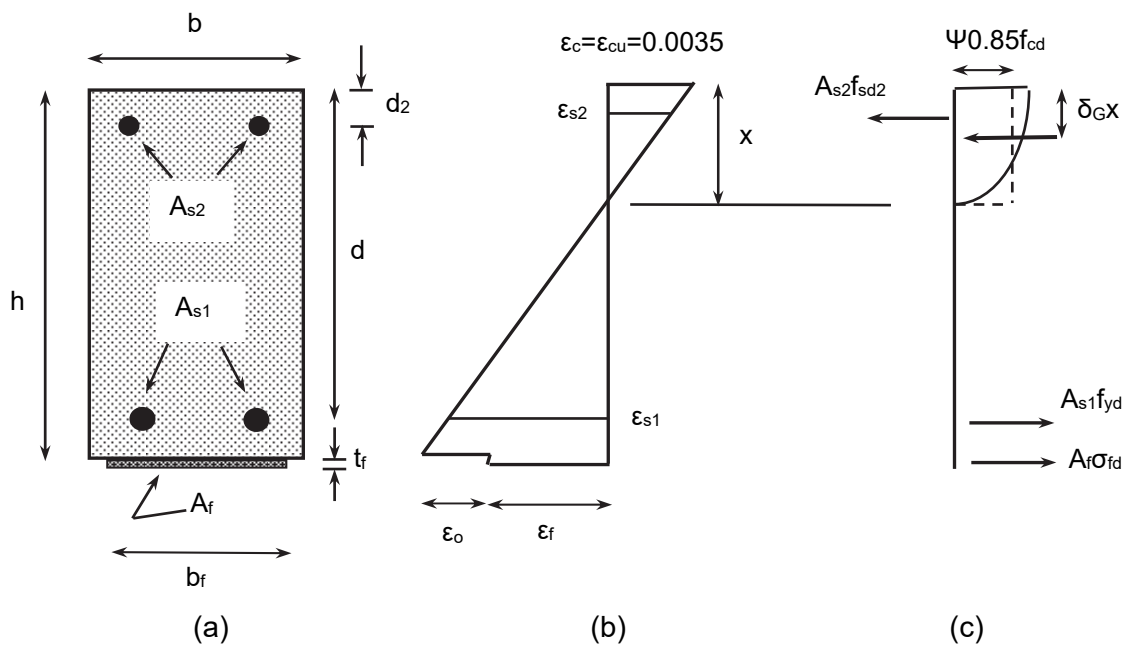 b
d2
As2
d
h
As1
tf
Af
bf
(a)
εc=εcu=0.0035
εs2
x
εs1
εo
εf
(b)
Ψ0.85fcd
As2fsd2
δGx
As1fyd
Afσfd
(c)